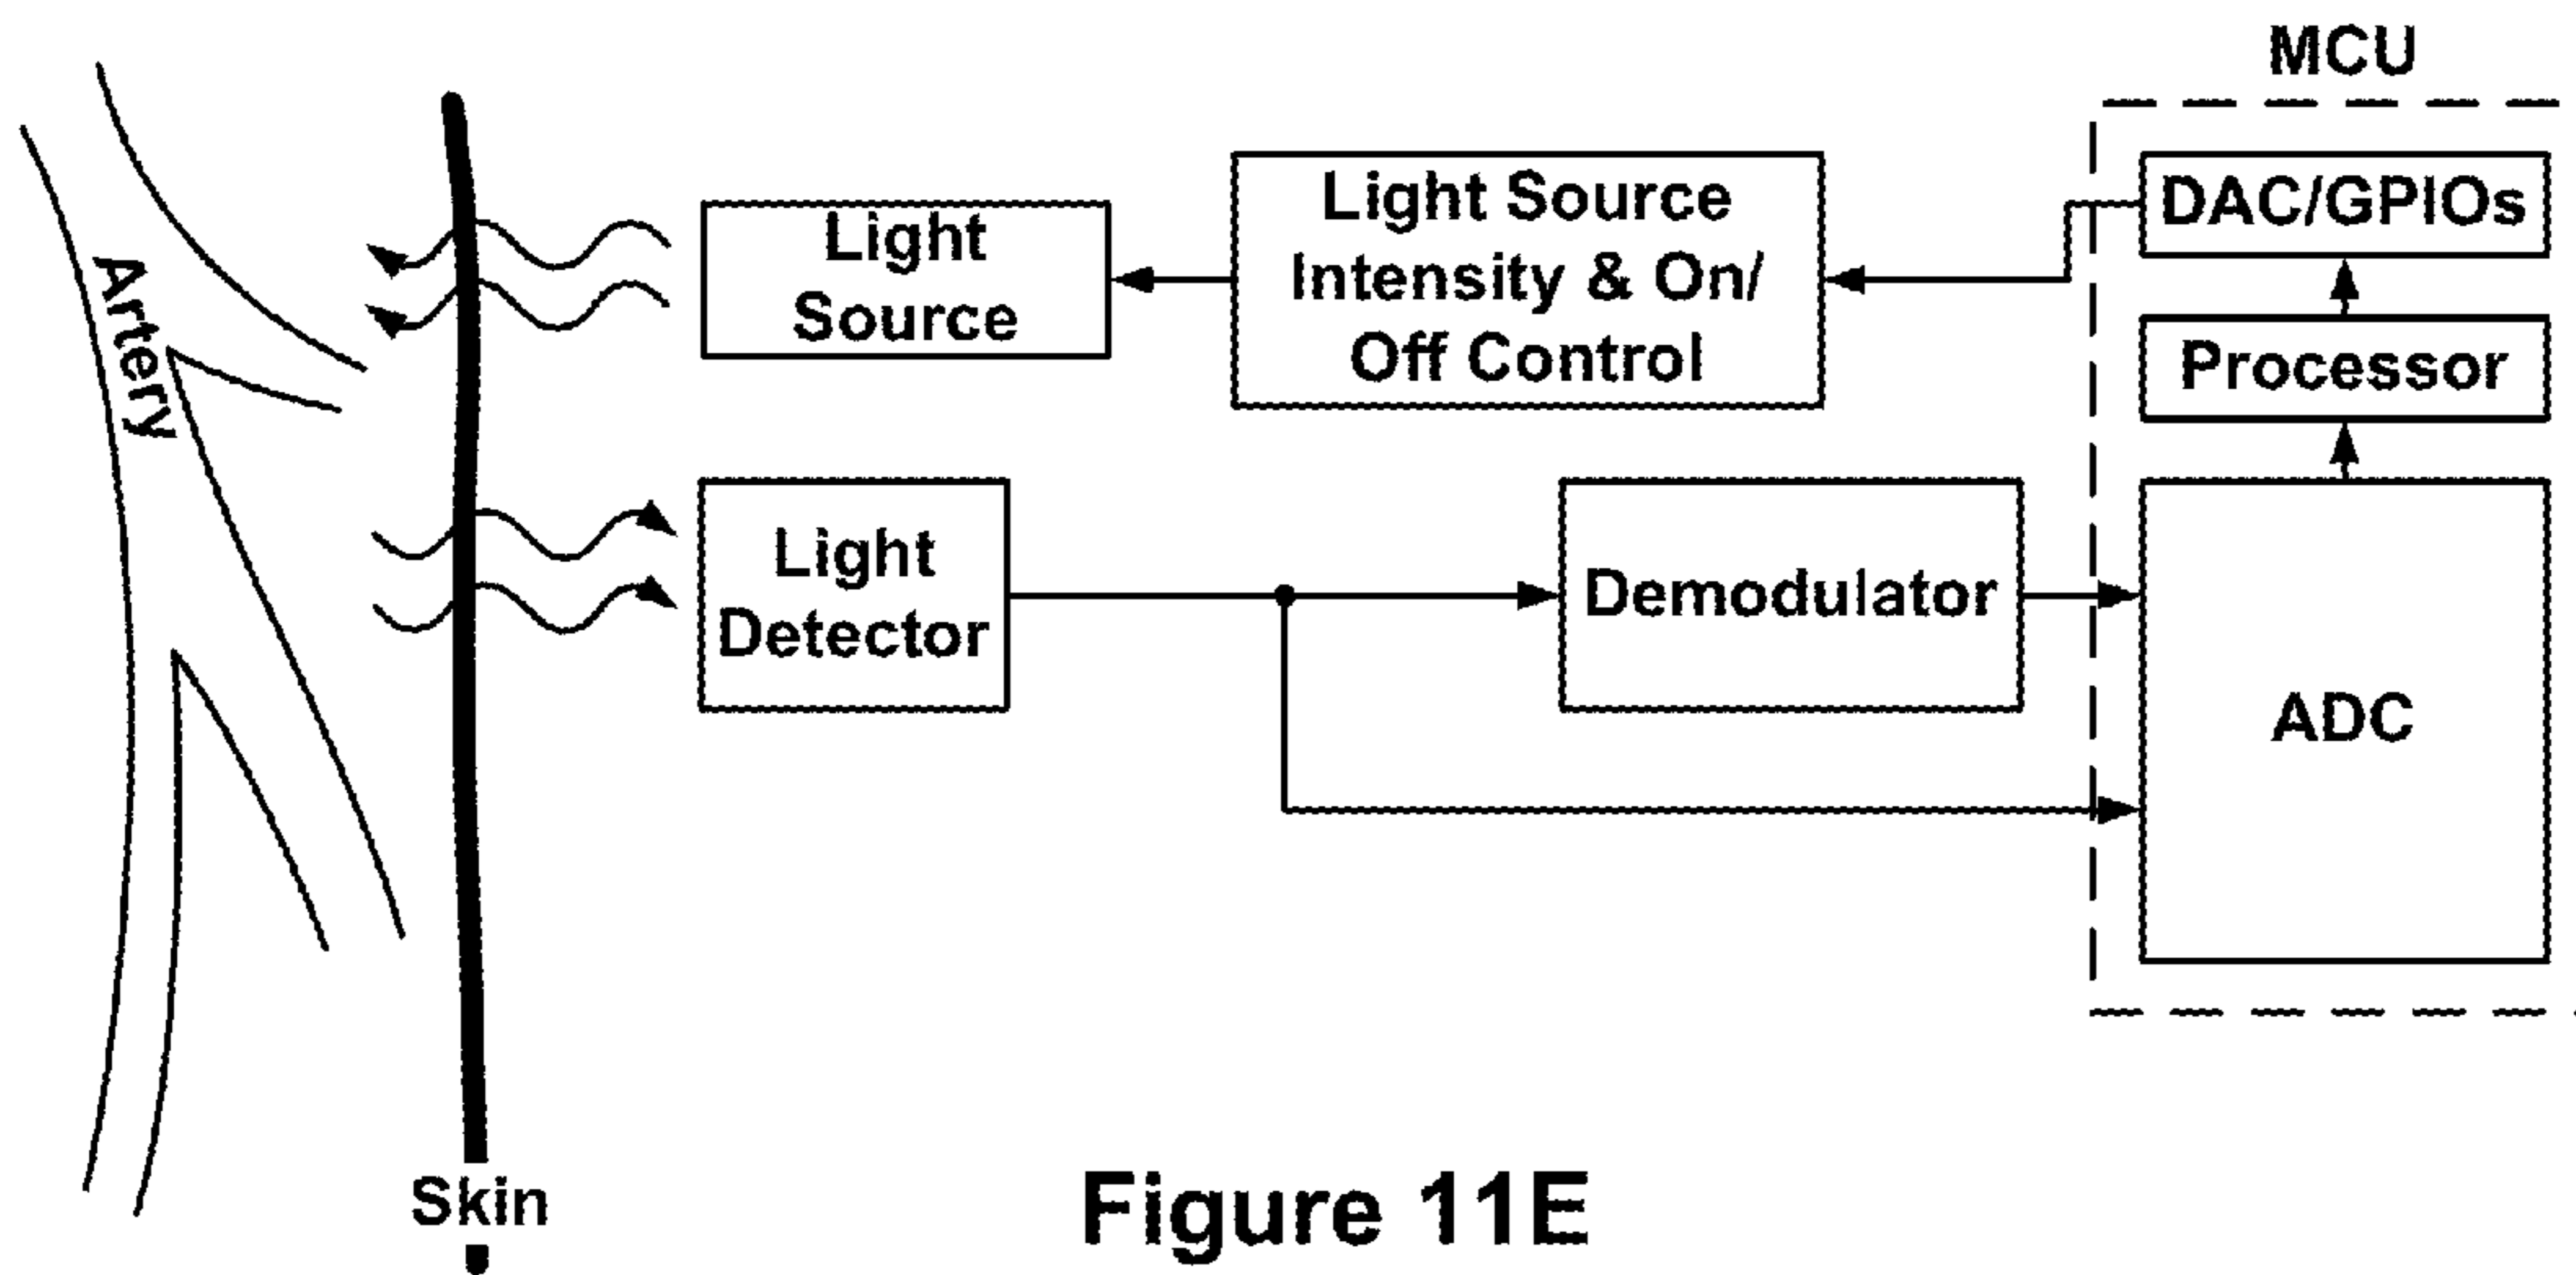 MCU
Light Source
Intensity & On/
Off Control
DAC/GPIOs
Light
Source
Processor
Artery
Light
Detector
Demodulator
ADC
Skin
Figure 11E